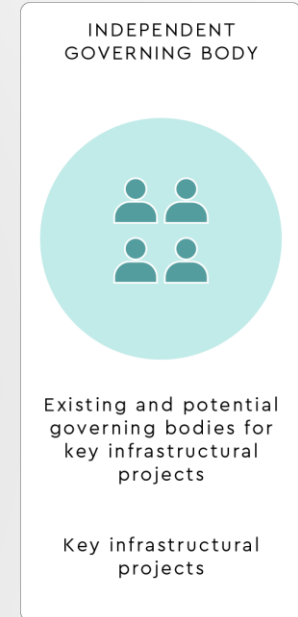 INDEPENDENT
GOVERNING BODY
Existing and potential
governing bodies for
key infrastructural
projects
Key infrastructural
projects